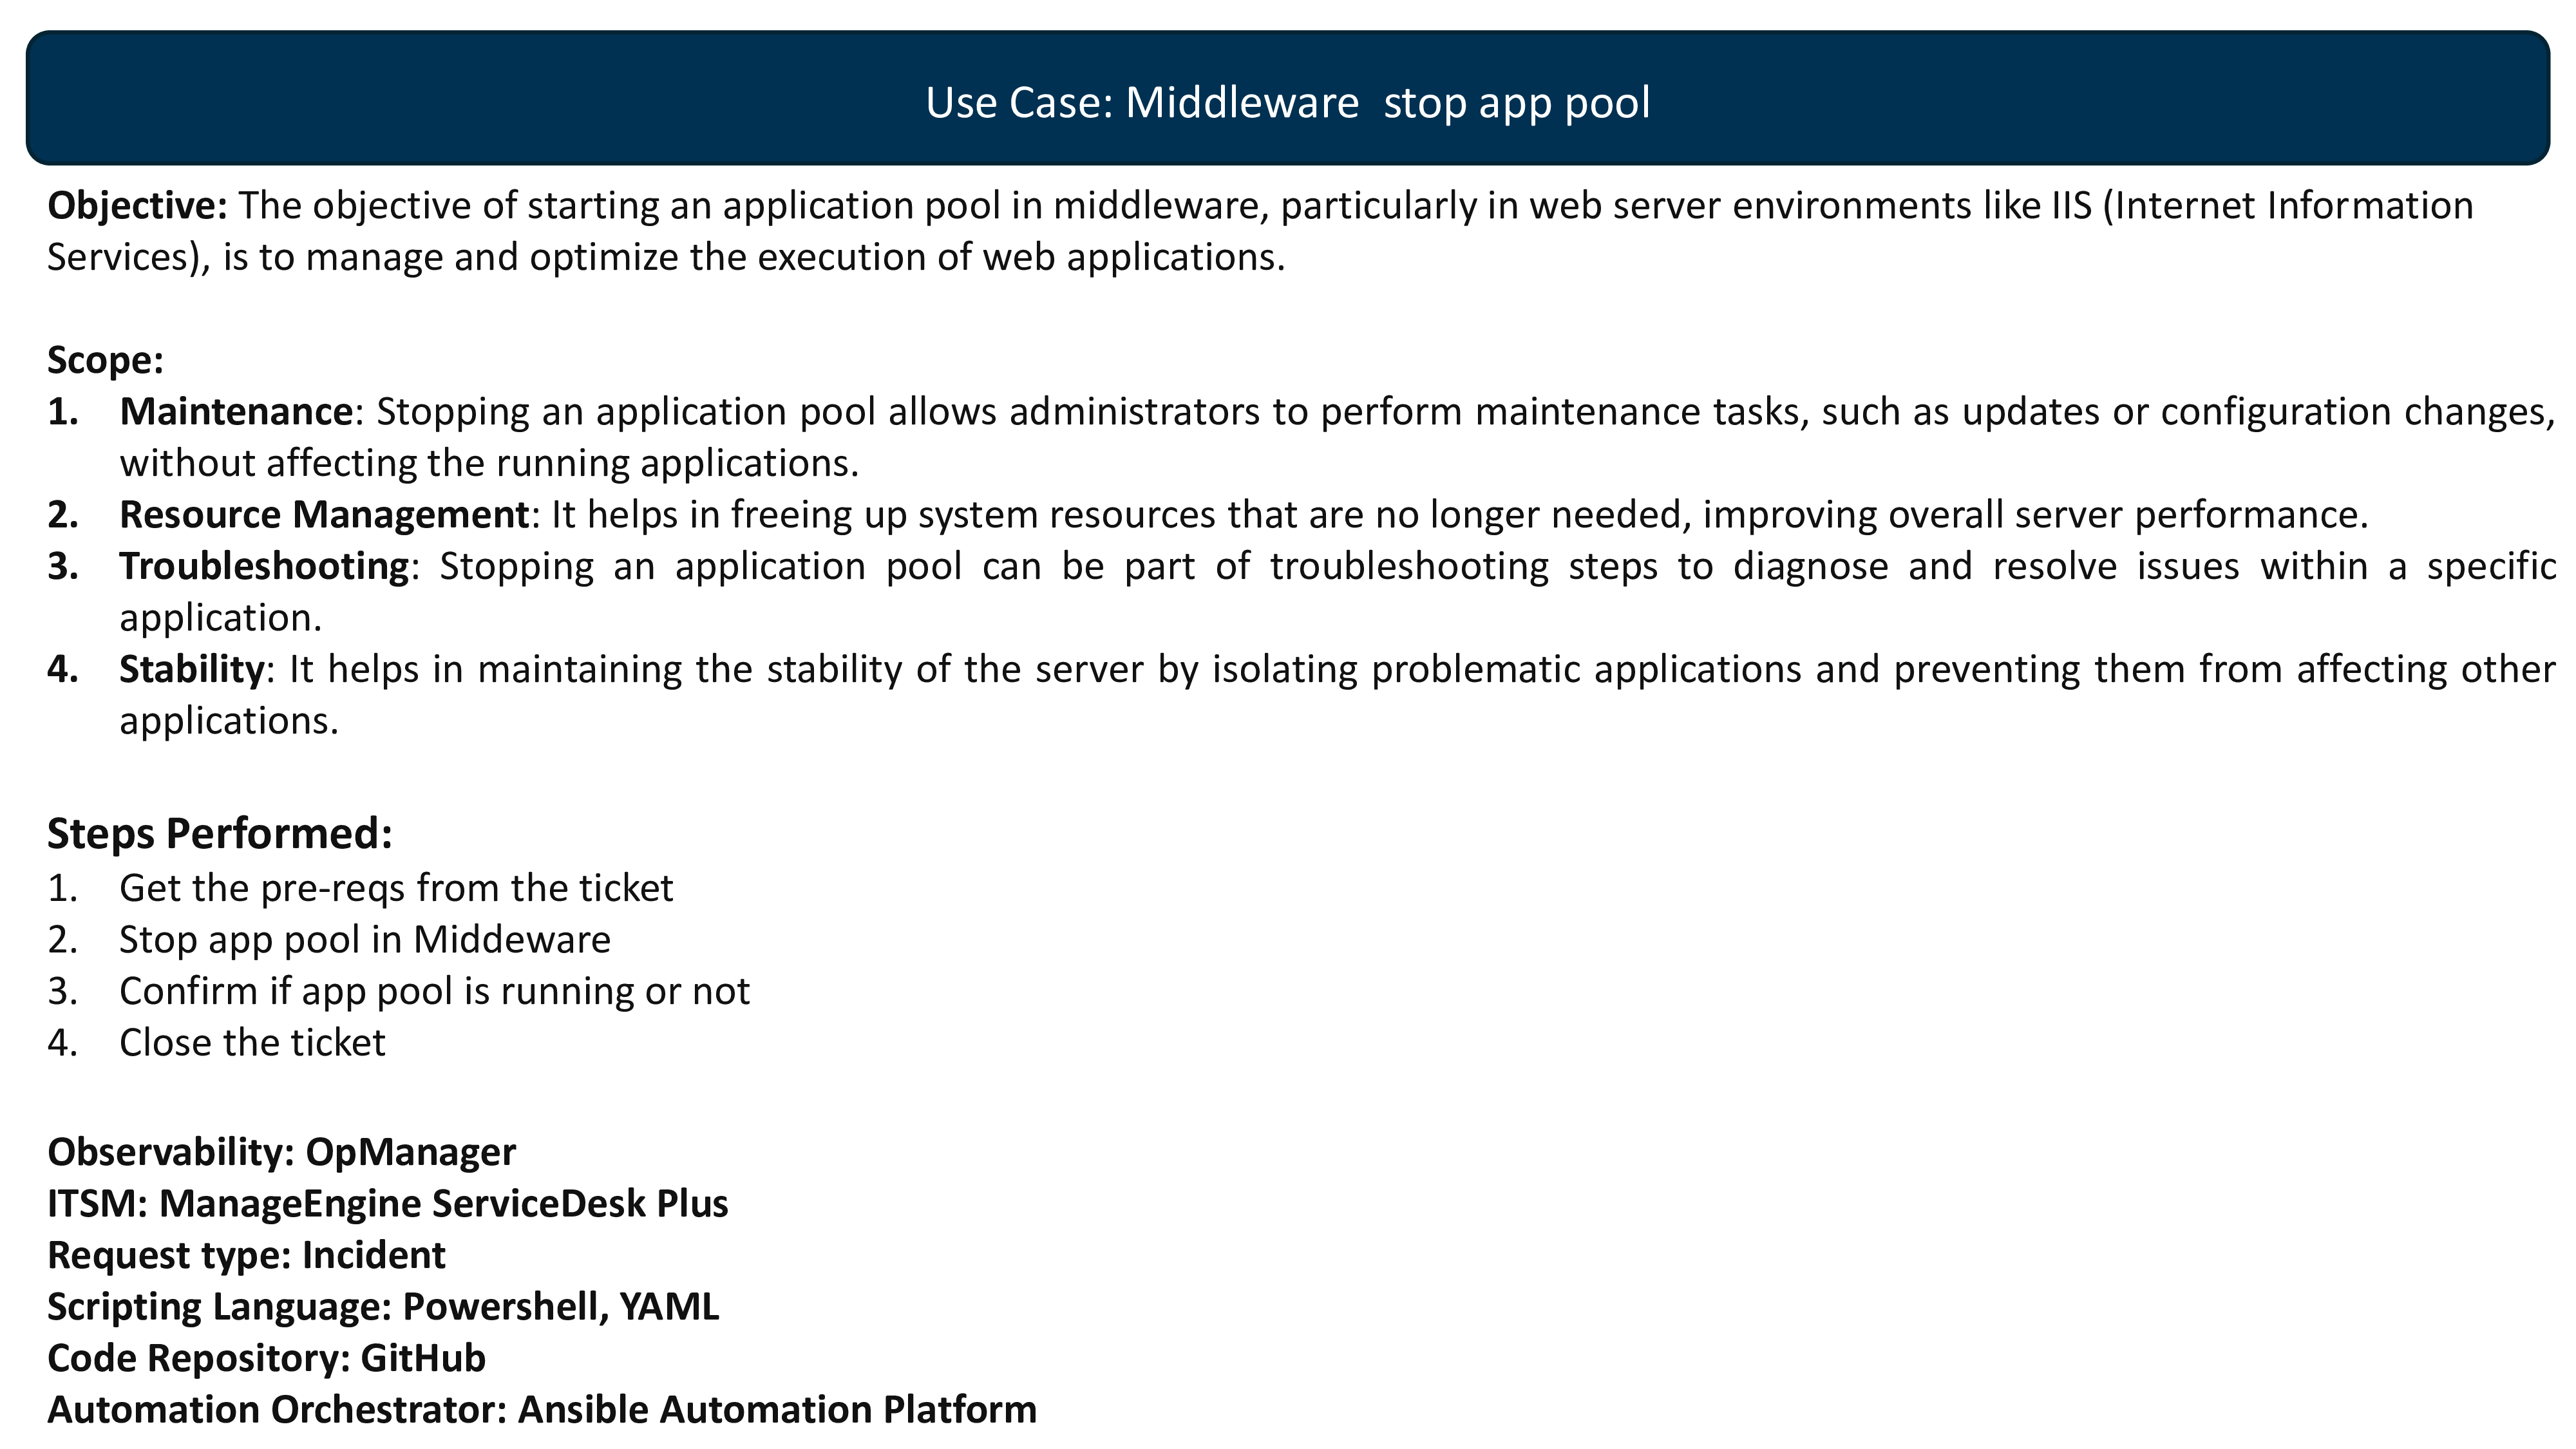 Use Case: Middleware  stop app pool
Objective: The objective of starting an application pool in middleware, particularly in web server environments like IIS (Internet Information
Services), is to manage and optimize the execution of web applications.
Scope:
1. Maintenance: Stopping an application pool allows administrators to perform maintenance tasks, such as updates or configuration changes,
without affecting the running applications.
2. Resource Management: It helps in freeing up system resources that are no longer needed, improving overall server performance.
3. Troubleshooting: Stopping an application pool can be part of troubleshooting steps to diagnose and resolve issues within a specific
application.
4. Stability: It helps in maintaining the stability of the server by isolating problematic applications and preventing them from affecting other
applications.
Steps Performed:
1. Get the pre-reqs from the ticket
2. Stop app pool in Middeware
3. Confirm if app pool is running or not
4. Close the ticket
Observability: OpManager
ITSM: ManageEngine ServiceDesk Plus
Request type: Incident
Scripting Language: Powershell, YAML
Code Repository: GitHub
Automation Orchestrator: Ansible Automation Platform